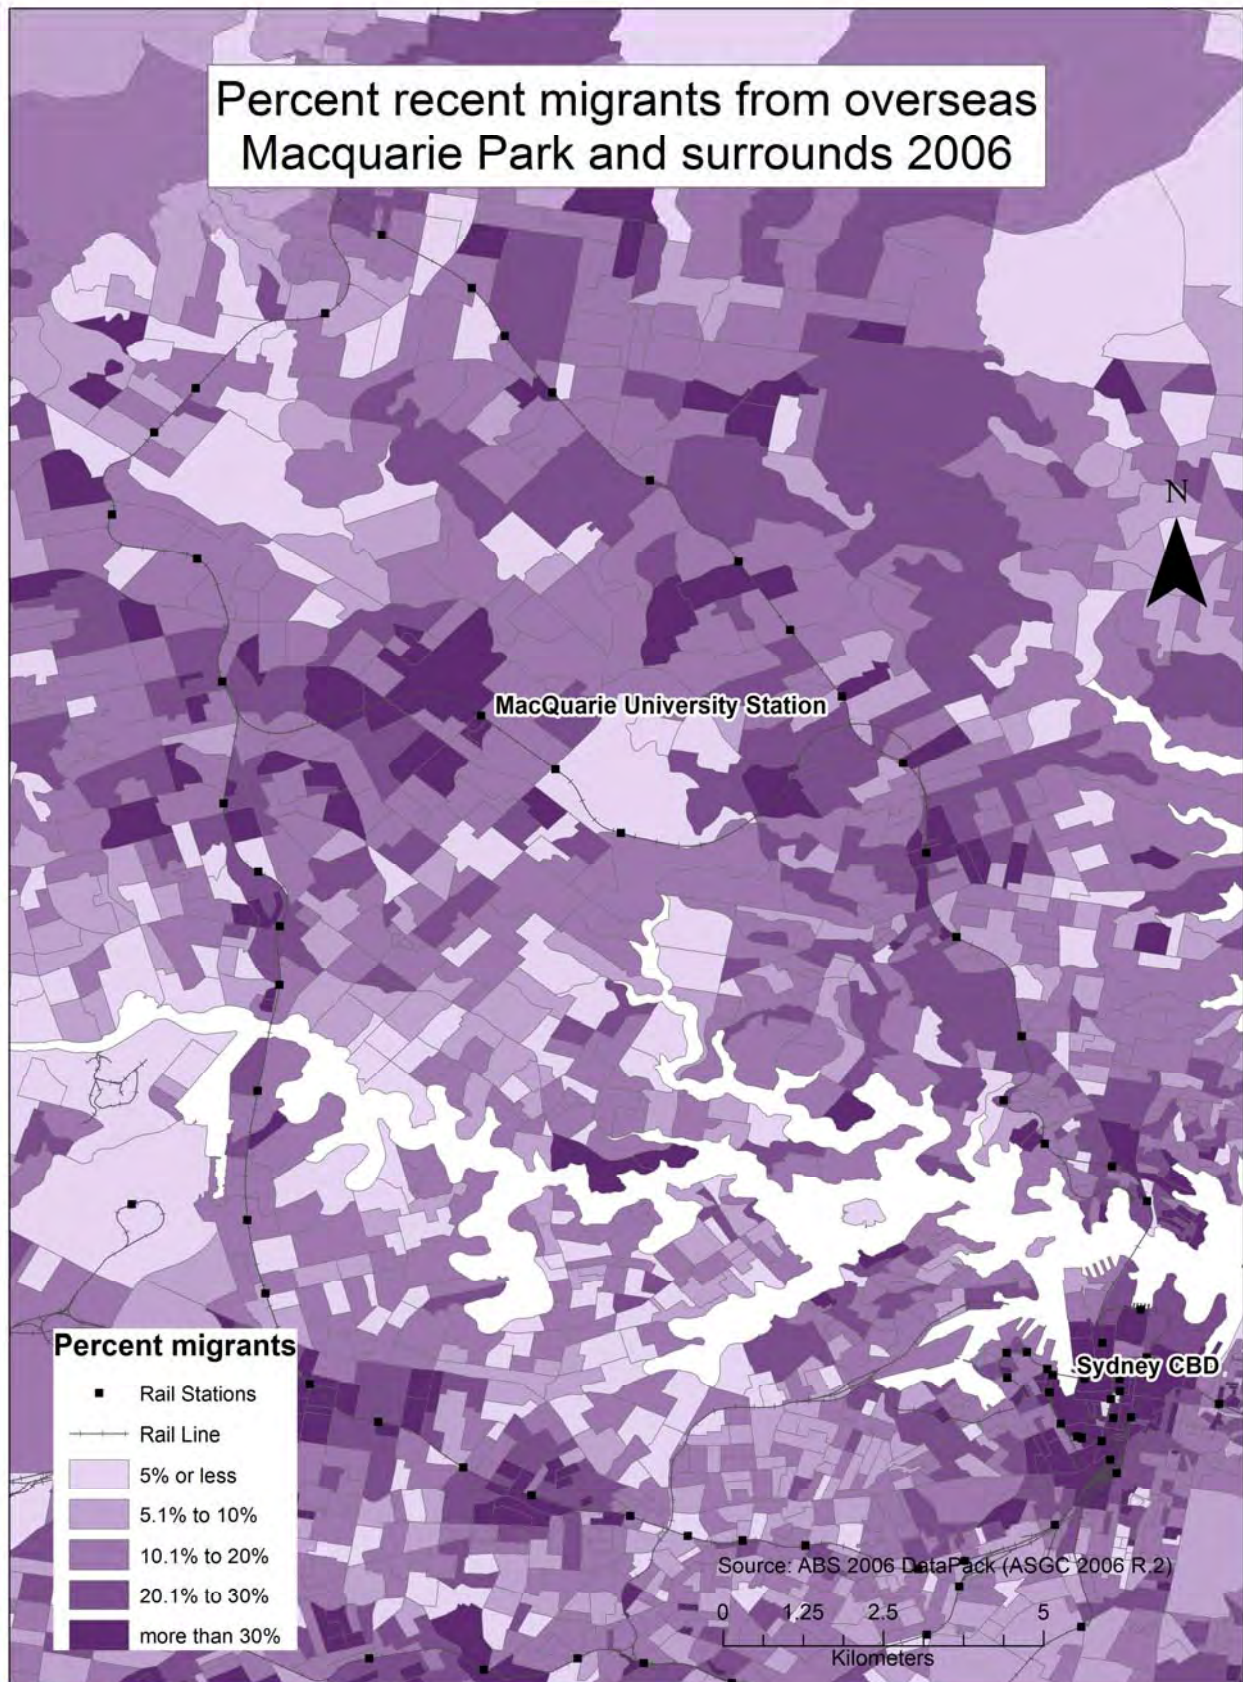 Percent recent migrants from overseas
Macquarie Park and surrounds 2006
N
MacQuarie University Station
Sydney CBD
Percent migrants
Rail Stations
Rail Line
5% or less
5.1% to 10%
10.1% to 20%
20.1% to 30%
more than 30%
Source: ABS 2006 DataPack (ASGC 2006 R.2)
0 1.25 2.5 5
Kilometers